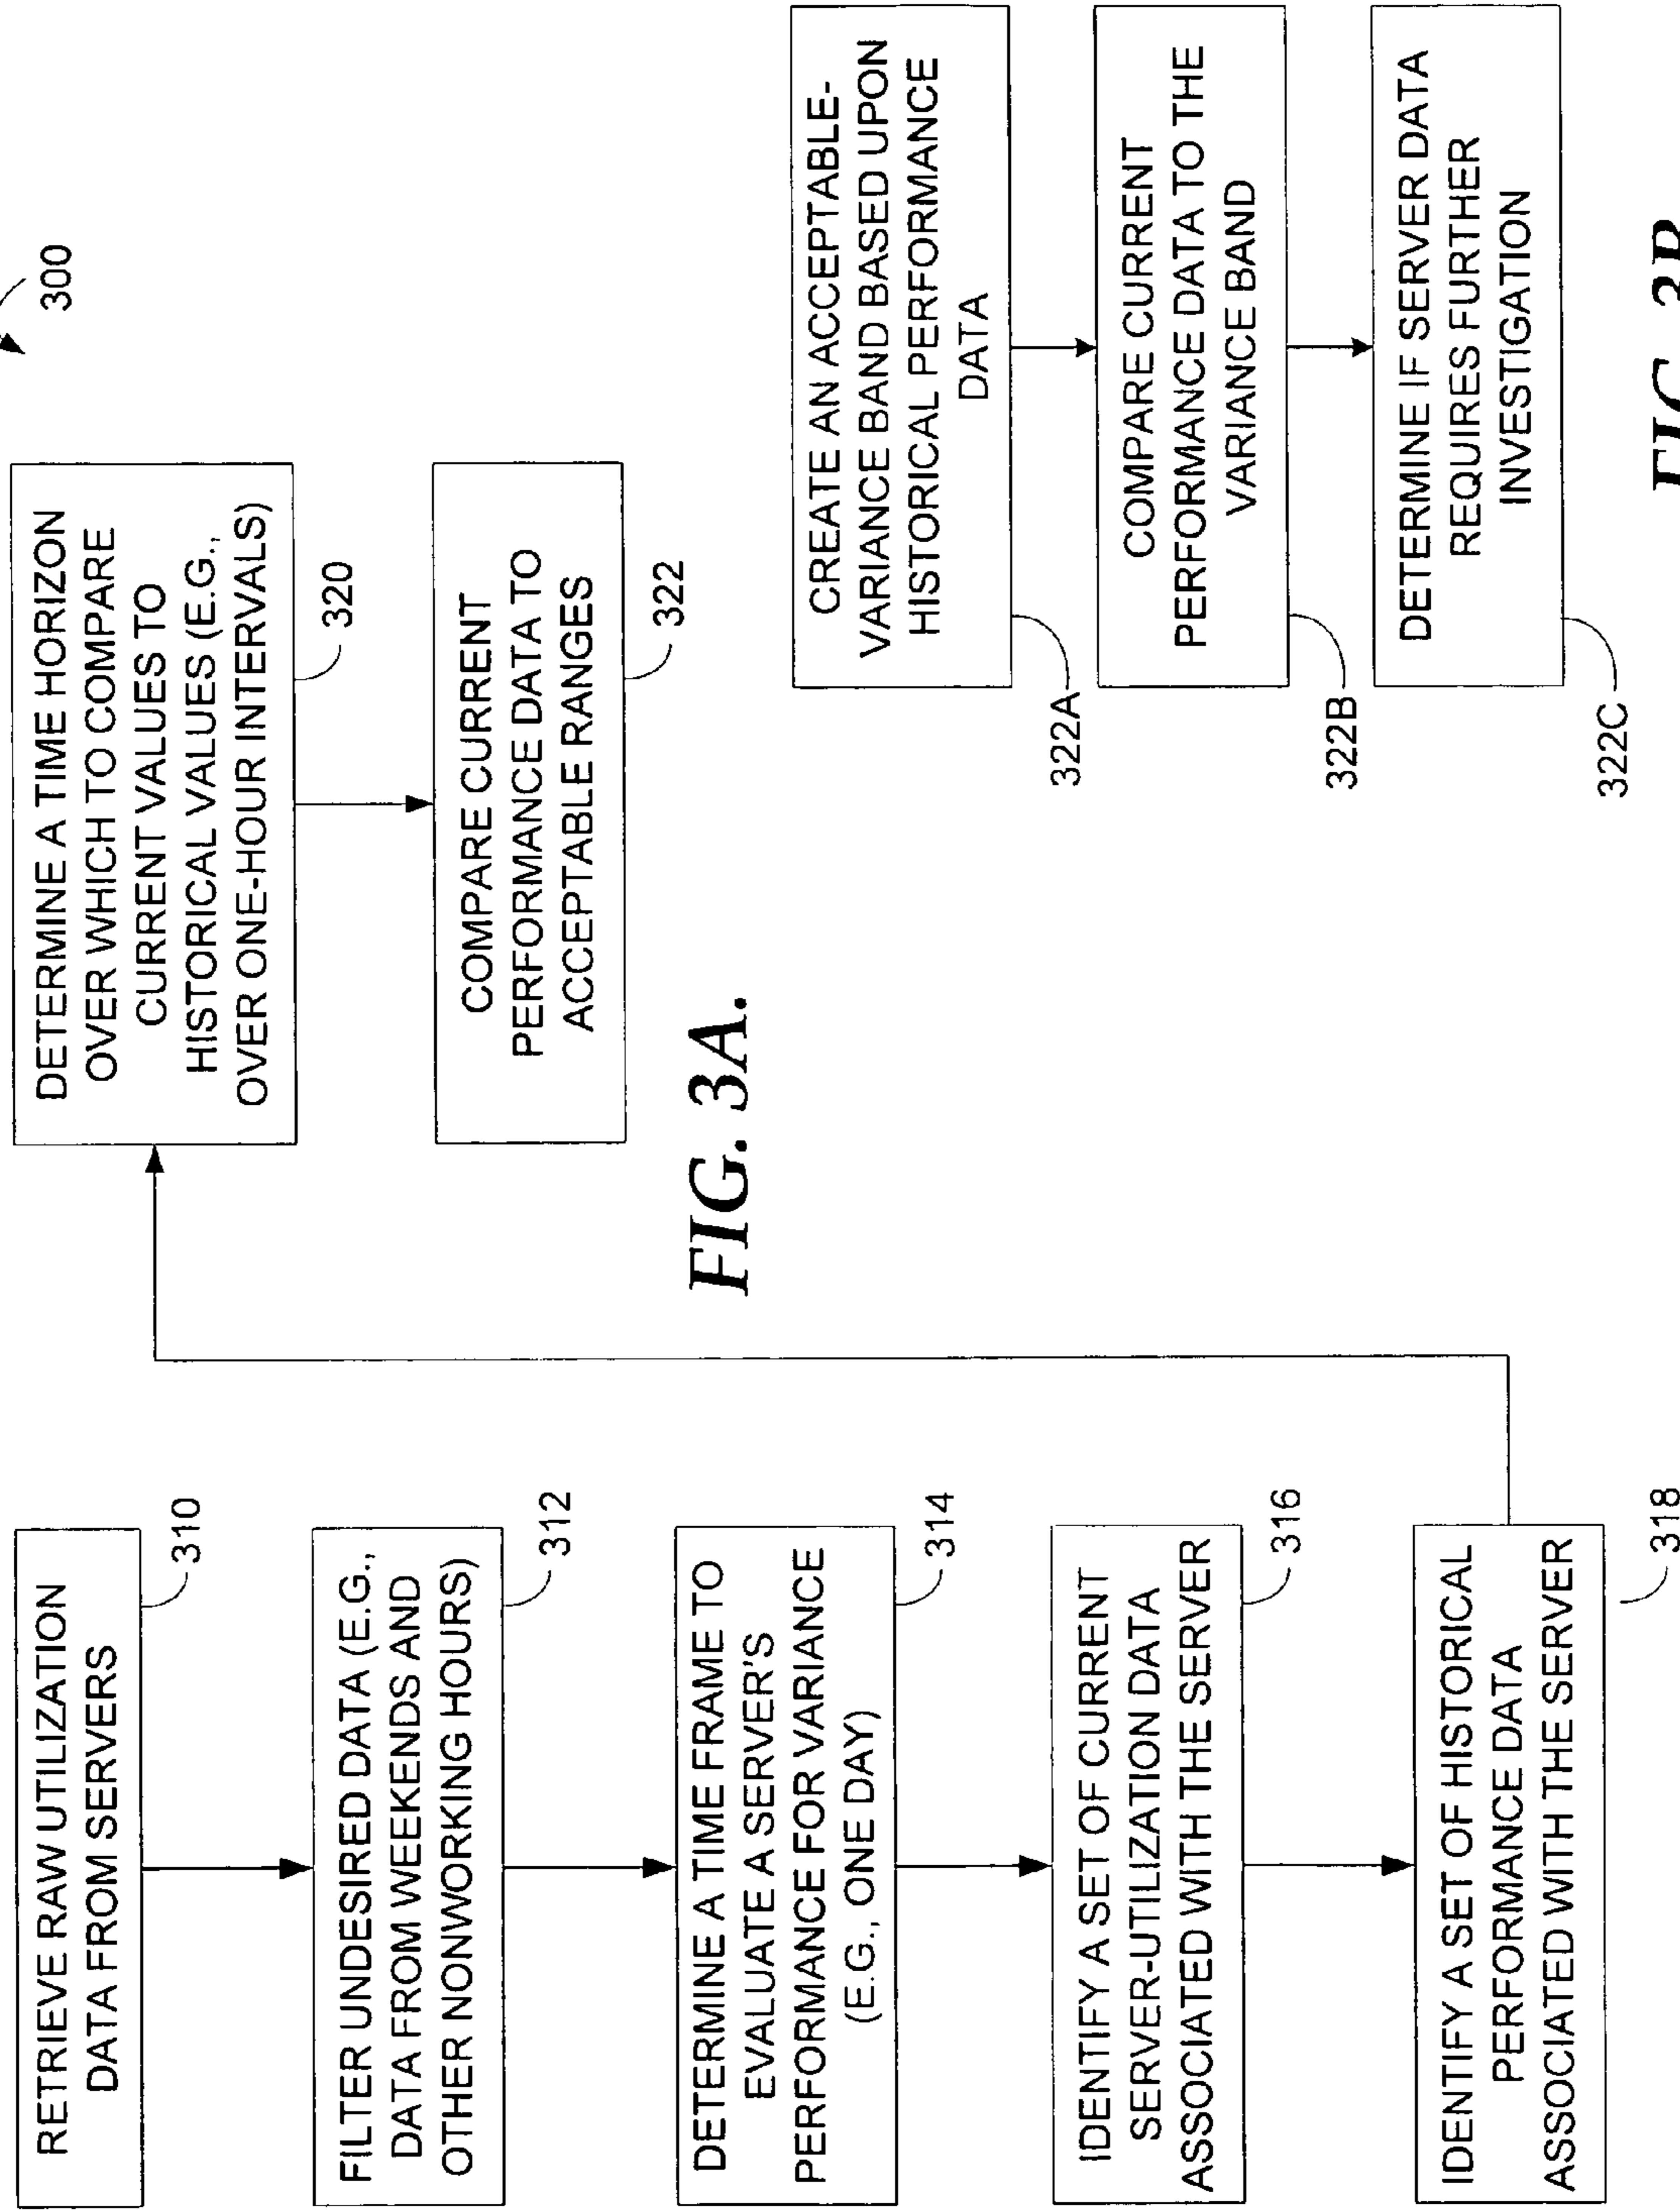 300
RETRIEVE RAW UTILIZATION
DATA FROM SERVERS
310
FILTER UNDESIRED DATA (E.G.,
DATA FROM WEEKENDS AND
OTHER NONWORKING HOURS)
312
DETERMINE A TIME FRAME TO
EVALUATE A SERVER'S
PERFORMANCE FOR VARIANCE
(E.G., ONE DAY)
314
IDENTIFY A SET OF CURRENT
SERVER-UTILIZATION DATA
ASSOCIATED WITH THE SERVER
316
IDENTIFY A SET OF HISTORICAL
PERFORMANCE DATA
ASSOCIATED WITH THE SERVER
318
DETERMINE A TIME HORIZON
OVER WHICH TO COMPARE
CURRENT VALUES TO
HISTORICAL VALUES (E.G.,
OVER ONE-HOUR INTERVALS)
320
COMPARE CURRENT
PERFORMANCE DATA TO
ACCEPTABLE RANGES
322
FIG. 3A.
CREATE AN ACCEPTABLE-
VARIANCE BAND BASED UPON
HISTORICAL PERFORMANCE
DATA
322A
COMPARE CURRENT
PERFORMANCE DATA TO THE
VARIANCE BAND
322B
DETERMINE IF SERVER DATA
REQUIRES FURTHER
INVESTIGATION
322C
FIG. 3B